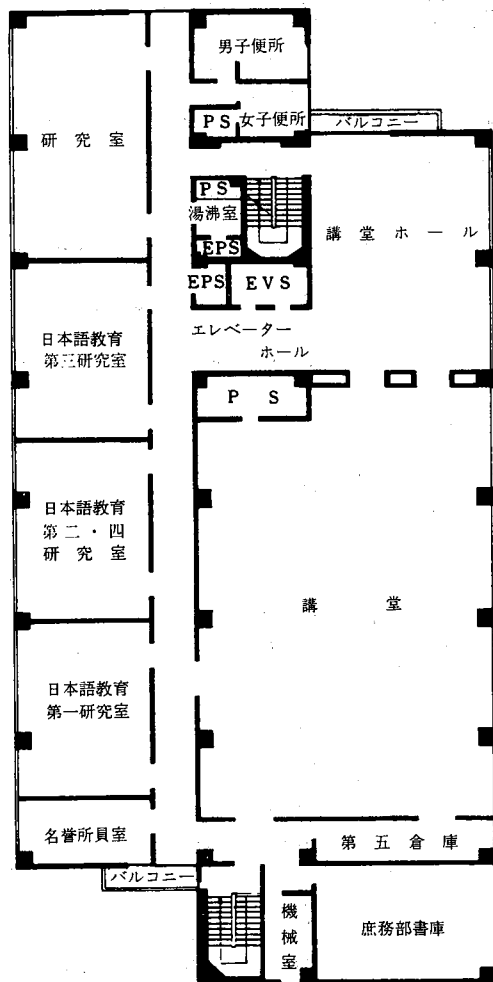 男子便所
PS
女子便所
バルコニー
研究室
PS
湯沸室
講堂ホール
EPS
EPS
EVS
エレベーター
ホール
日本語教育
第三研究室
PS
日本語教育
第二・四
研究室
講堂
日本語教育
第一研究室
名誉所員室
第五倉庫
バルコニー
機械室
庶務部書庫